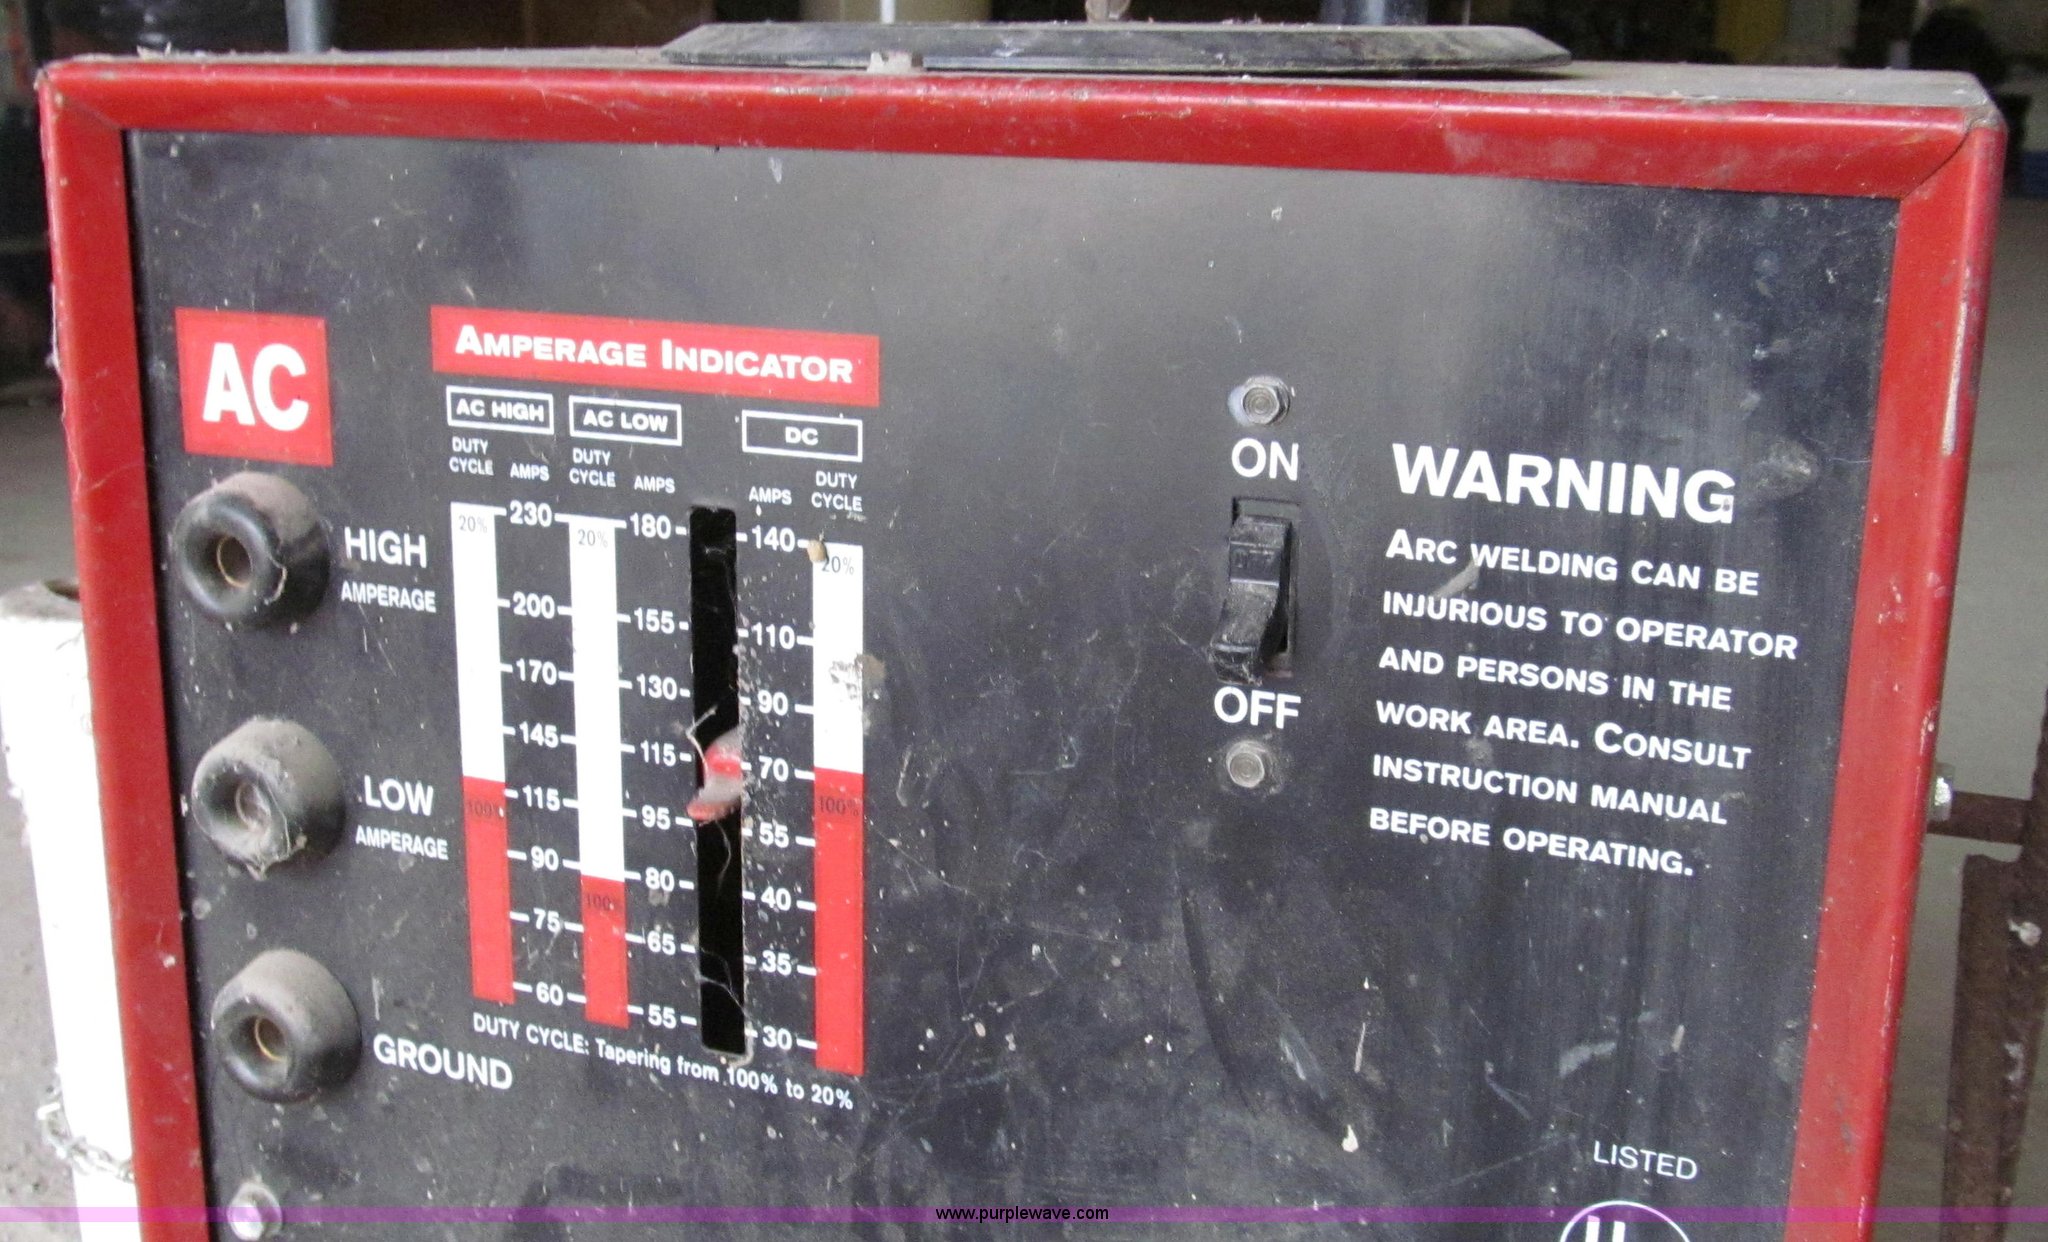 AC
AMPERAGE INDICATOR
AC HIGH
AC LOW
DC
DUTY CYCLE
AMPS
DUTY CYCLE
AMPS
AMPS
DUTY CYCLE
20%
230
20%
180
140
20%
200
155
110
170
130
90
145
115
70
100%
115
95
55
100%
90
80
40
100%
75
65
35
60
55
30
DUTY CYCLE: Tapering from 100% to 20%
HIGH
AMPERAGE
LOW
AMPERAGE
GROUND
ON
OFF
OFF
WARNING
ARC WELDING CAN BE
INJURIOUS TO OPERATOR
AND PERSONS IN THE
WORK AREA. CONSULT
INSTRUCTION MANUAL
BEFORE OPERATING.
LISTED
www.purplewave.com